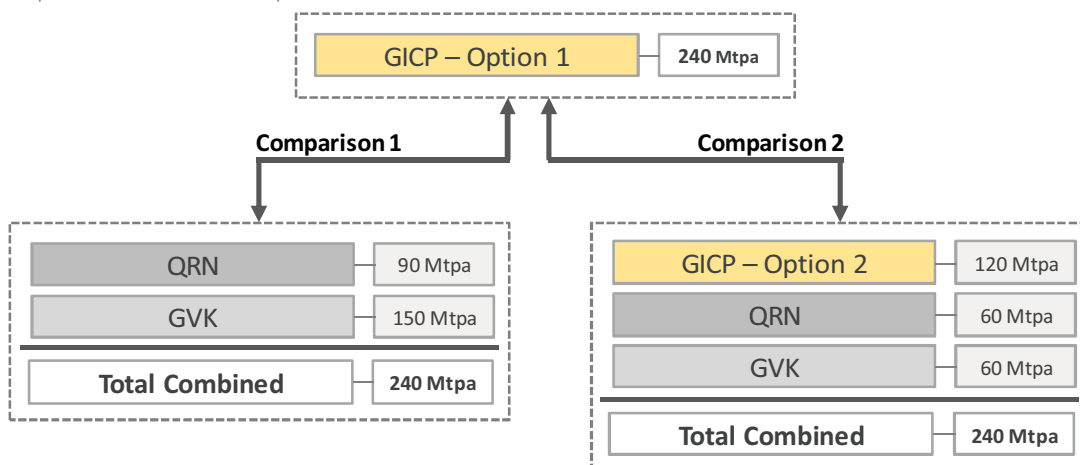 GICP – Option 1
240 Mtpa
Comparison 1
Comparison 2
QRN
90 Mtpa
GVK
150 Mtpa
Total Combined
240 Mtpa
GICP – Option 2
120 Mtpa
QRN
60 Mtpa
GVK
60 Mtpa
Total Combined
240 Mtpa